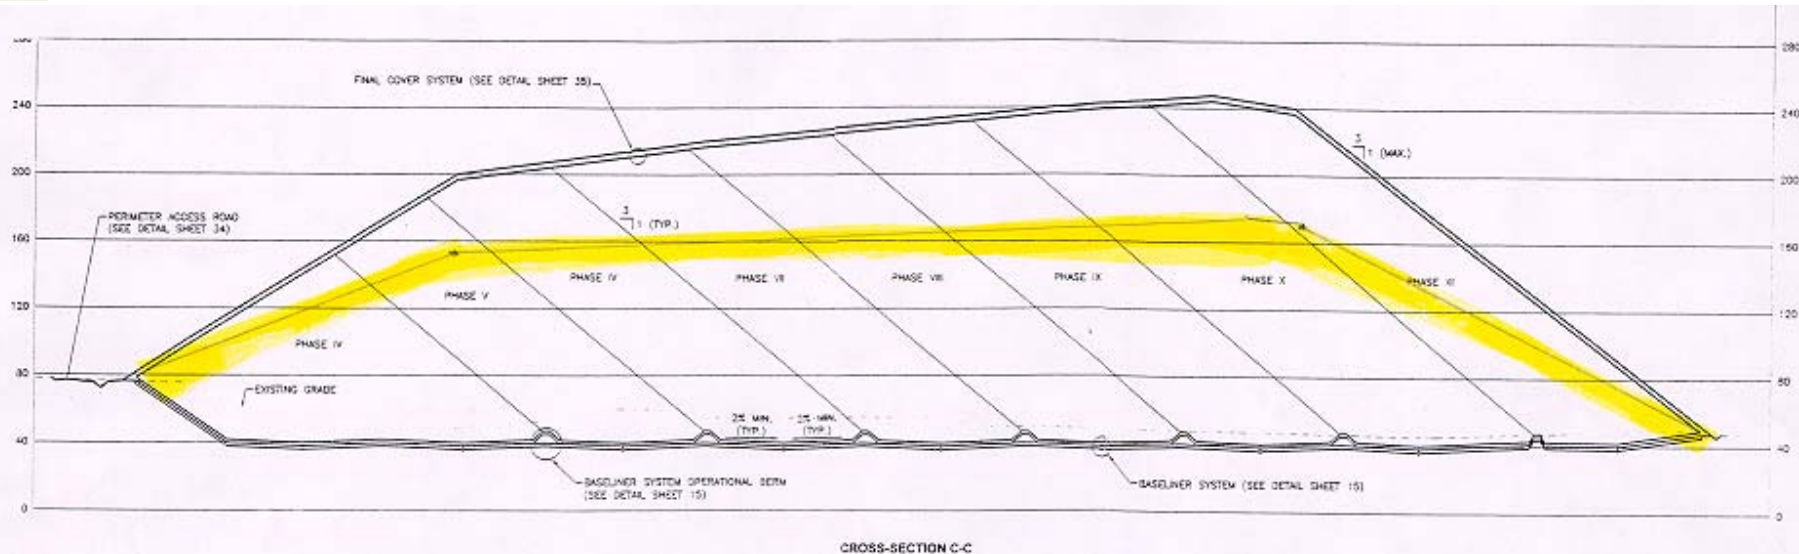 280
FINAL COVER SYSTEM (SEE DETAIL SHEET 35)
240
240
3
1 (MAX.)
200
200
PERIMETER ACCESS ROAD
(SEE DETAIL SHEET 34)
3
1 (TYP.)
160
160
PHASE IV
PHASE VII
PHASE VIII
PHASE IX
PHASE X
PHASE XI
PHASE V
120
120
PHASE IV
80
80
EXISTING GRADE
2% MIN.
(TYP.)
2% MIN.
(TYP.)
40
40
BASELINER SYSTEM OPERATIONAL BERM
(SEE DETAIL SHEET 15)
BASELINER SYSTEM (SEE DETAIL SHEET 15)
0
0
CROSS-SECTION C-C